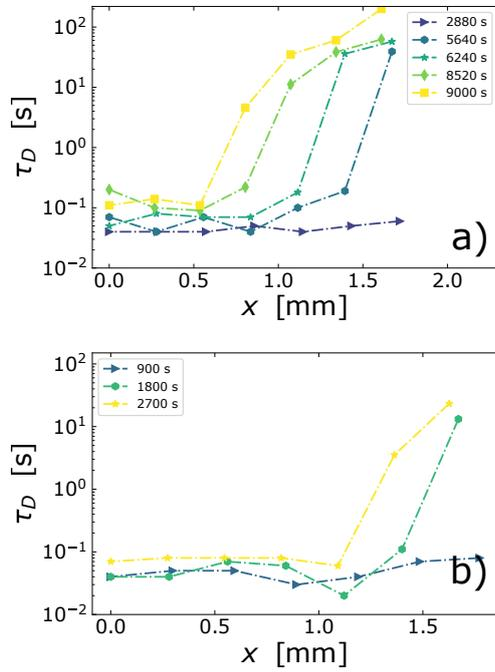 10²
10¹
10⁰
10⁻¹
10⁻²
τ_D [s]
2880 s
5640 s
6240 s
8520 s
9000 s
a)
0.0 0.5 1.0 1.5 2.0
x [mm]
10²
10¹
10⁰
10⁻¹
10⁻²
τ_D [s]
900 s
1800 s
2700 s
b)
0.0 0.5 1.0 1.5
x [mm]